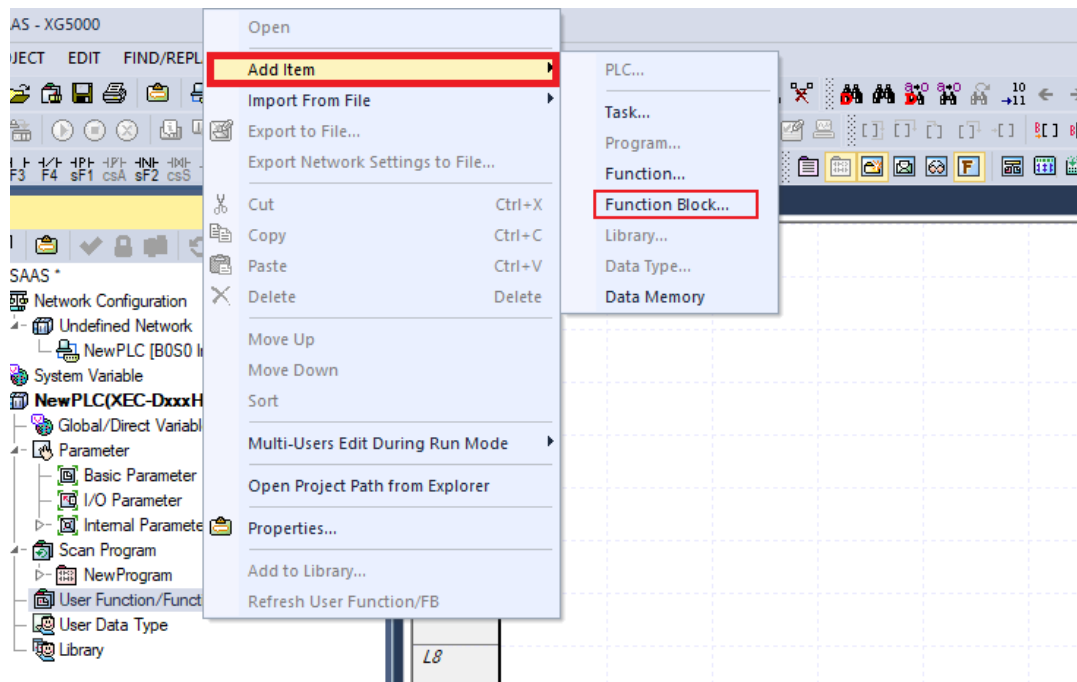 AS - XG5000
JECT EDIT FIND/REPL
F3 F4 sF1 csA sF2 csS
Open
Add Item
Import From File
Export to File...
Export Network Settings to File...
Cut Ctrl+X
Copy Ctrl+C
Paste Ctrl+V
Delete Delete
Move Up
Move Down
Sort
Multi-Users Edit During Run Mode
Open Project Path from Explorer
Properties...
Add to Library...
Refresh User Function/FB
PLC...
Task...
Program...
Function...
Function Block...
Library...
Data Type...
Data Memory
SAAS *
Network Configuration
Undefined Network
NewPLC [B0S0 I
System Variable
NewPLC(XEC-DxxxH
Global/Direct Variabl
Parameter
Basic Parameter
I/O Parameter
Internal Paramete
Scan Program
NewProgram
User Function/Funct
User Data Type
Library
L8